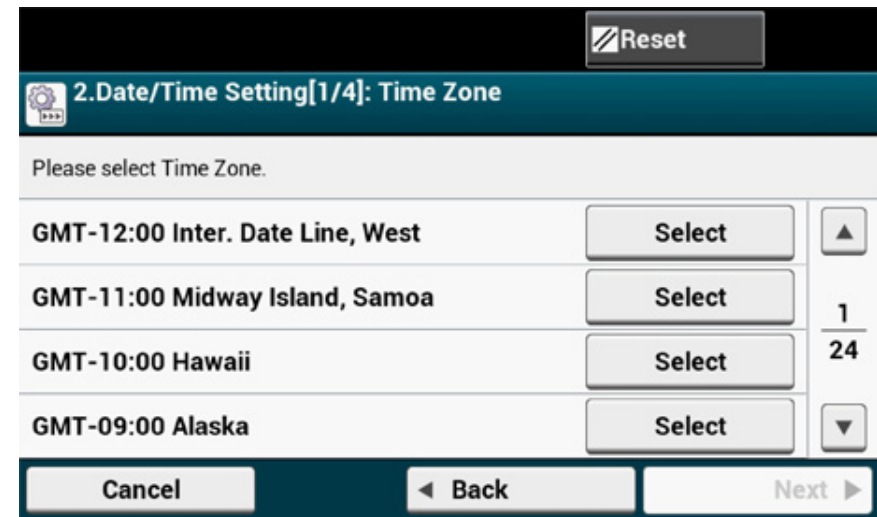 Reset
2.Date/Time Setting[1/4]: Time Zone
Please select Time Zone.
GMT-12:00 Inter. Date Line, West Select
GMT-11:00 Midway Island, Samoa Select
1
GMT-10:00 Hawaii Select
24
GMT-09:00 Alaska Select
Cancel Back Next